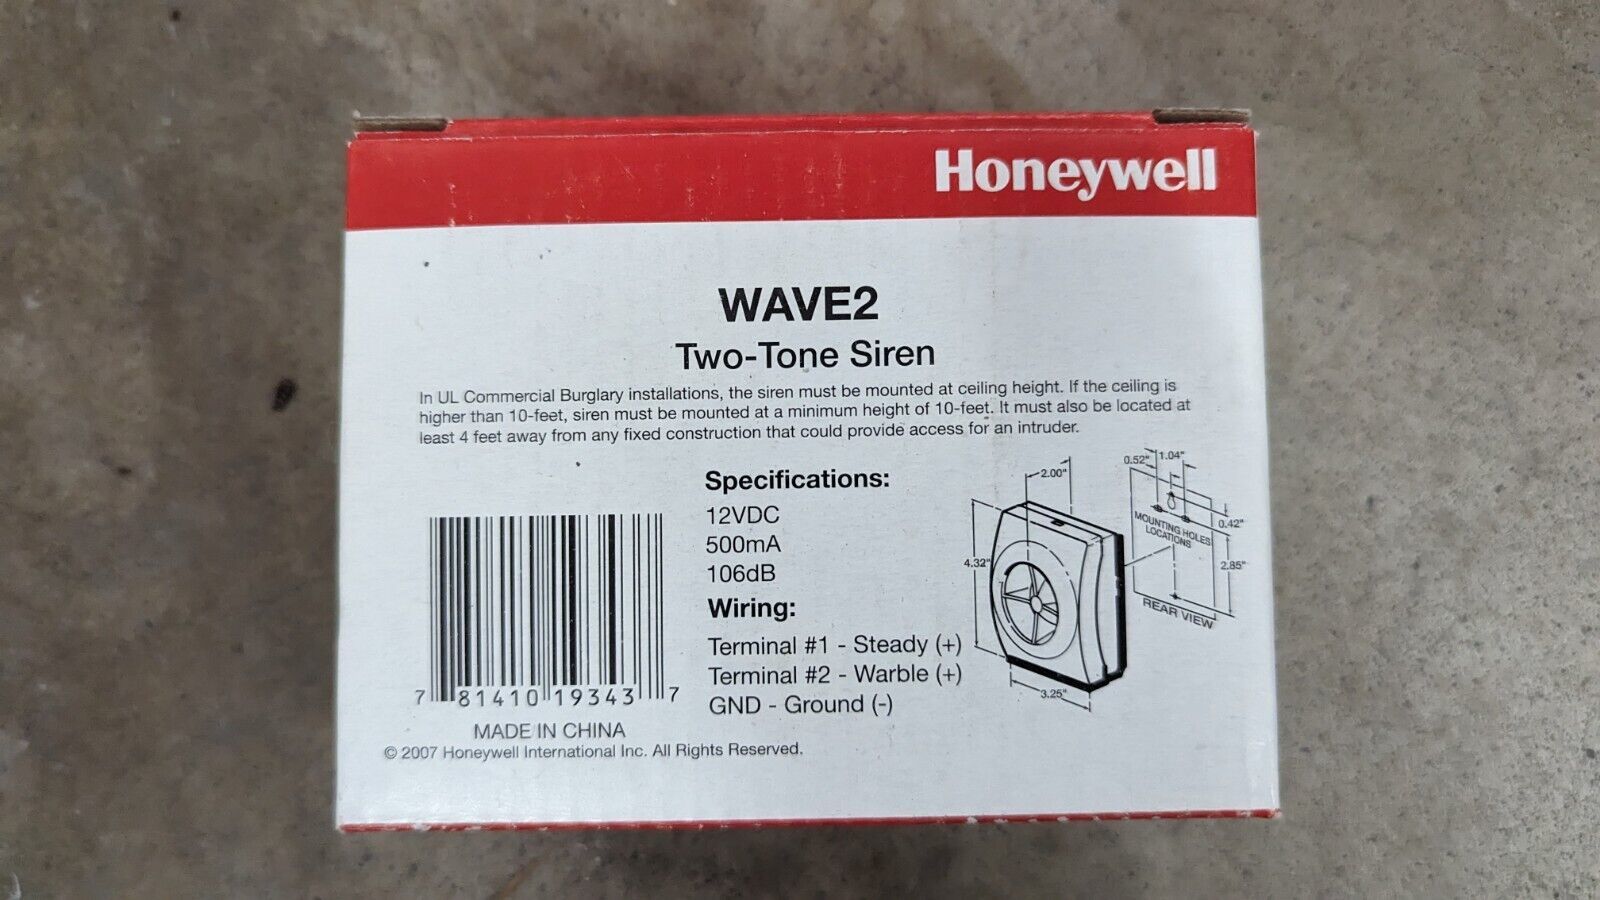 Honeywell
WAVE2
Two-Tone Siren
In UL Commercial Burglary installations, the siren must be mounted at ceiling height. If the ceiling is
higher than 10-feet, siren must be mounted at a minimum height of 10-feet. It must also be located at
least 4 feet away from any fixed construction that could provide access for an intruder.
Specifications:
12VDC
500mA
106dB
Wiring:
Terminal #1 - Steady (+)
Terminal #2 - Warble (+)
GND - Ground (-)
2.00"
4.32"
3.25"
0.52"
1.04"
0.42"
MOUNTING HOLES
LOCATIONS
2.85"
REAR VIEW
7 81410 19343 7
MADE IN CHINA
© 2007 Honeywell International Inc. All Rights Reserved.